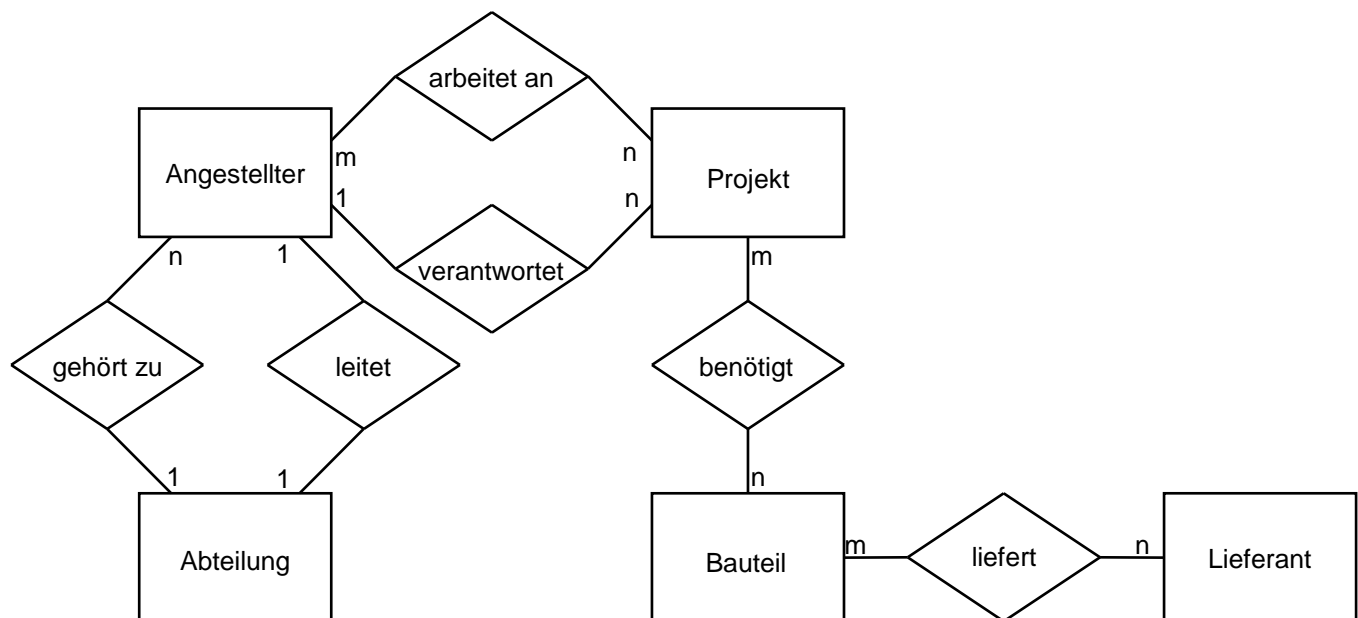 arbeitet an
m
n
Angestellter
Projekt
1
n
n
1
m
verantwortet
gehört zu
leitet
benötigt
1
1
n
m
n
Abteilung
Bauteil
liefert
Lieferant